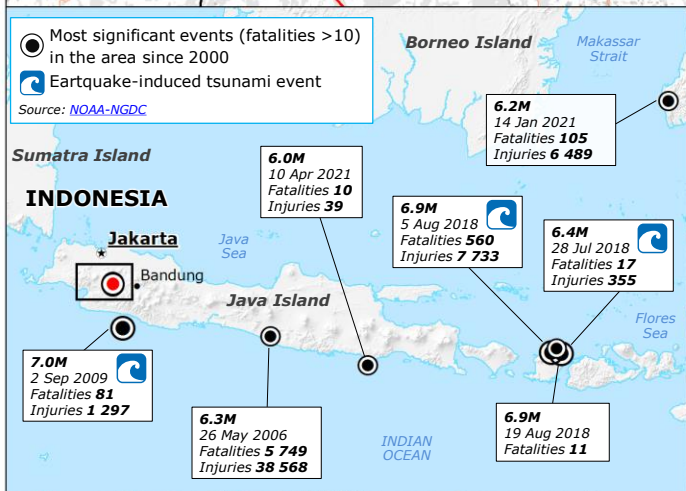 Most significant events (fatalities >10)
in the area since 2000
Eartquake-induced tsunami event
Source: NOAA-NGDC
Borneo Island
Makassar
Strait
6.2M
14 Jan 2021
Fatalities 105
Injuries 6 489
Sumatra Island
INDONESIA
6.0M
10 Apr 2021
Fatalities 10
Injuries 39
6.9M
5 Aug 2018
Fatalities 560
Injuries 7 733
6.4M
28 Jul 2018
Fatalities 17
Injuries 355
Jakarta
Java
Sea
Bandung
Java Island
Flores
Sea
7.0M
2 Sep 2009
Fatalities 81
Injuries 1 297
6.3M
26 May 2006
Fatalities 5 749
Injuries 38 568
INDIAN
OCEAN
6.9M
19 Aug 2018
Fatalities 11